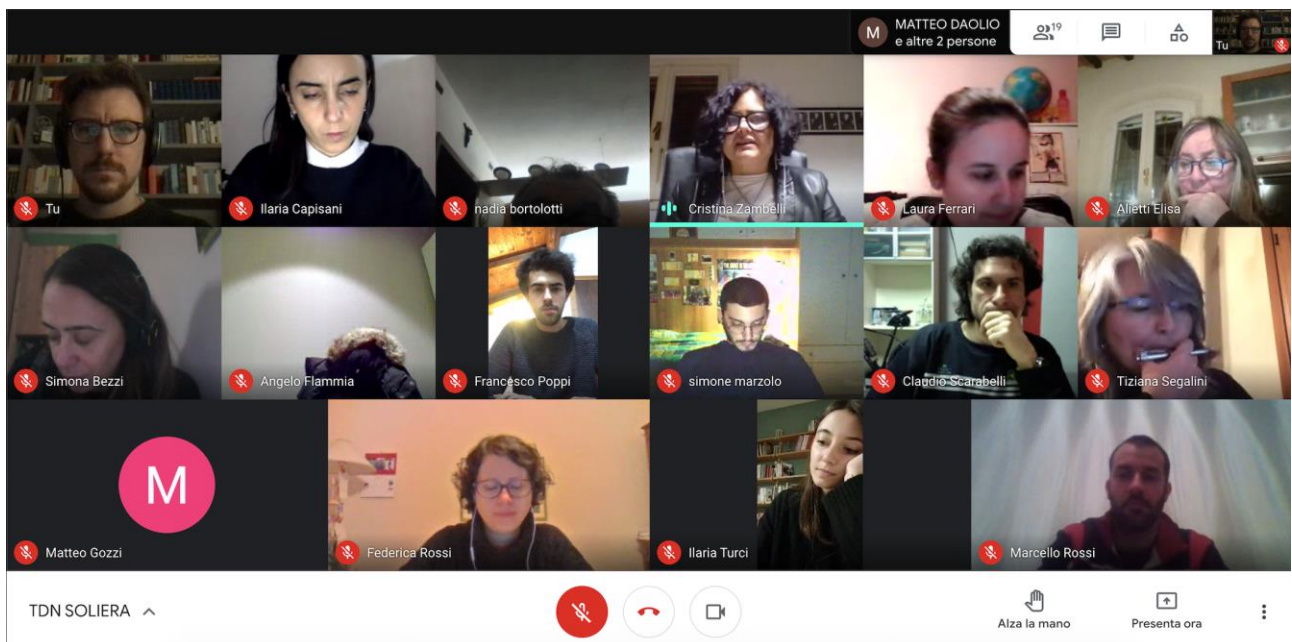 M
MATTEO DAOLIO
e altre 2 persone
19
Tu
Tu
Ilaria Capisani
nadia bortolotti
Cristina Zambelli
Laura Ferrari
Alietti Elisa
Simona Bezzi
Angelo Flammia
Francesco Poppi
simone marzolo
Claudio Scarabelli
Tiziana Segalini
M
Matteo Gozzi
Federica Rossi
Ilaria Turci
Marcello Rossi
TDN SOLIERA
Alza la mano
Presenta ora